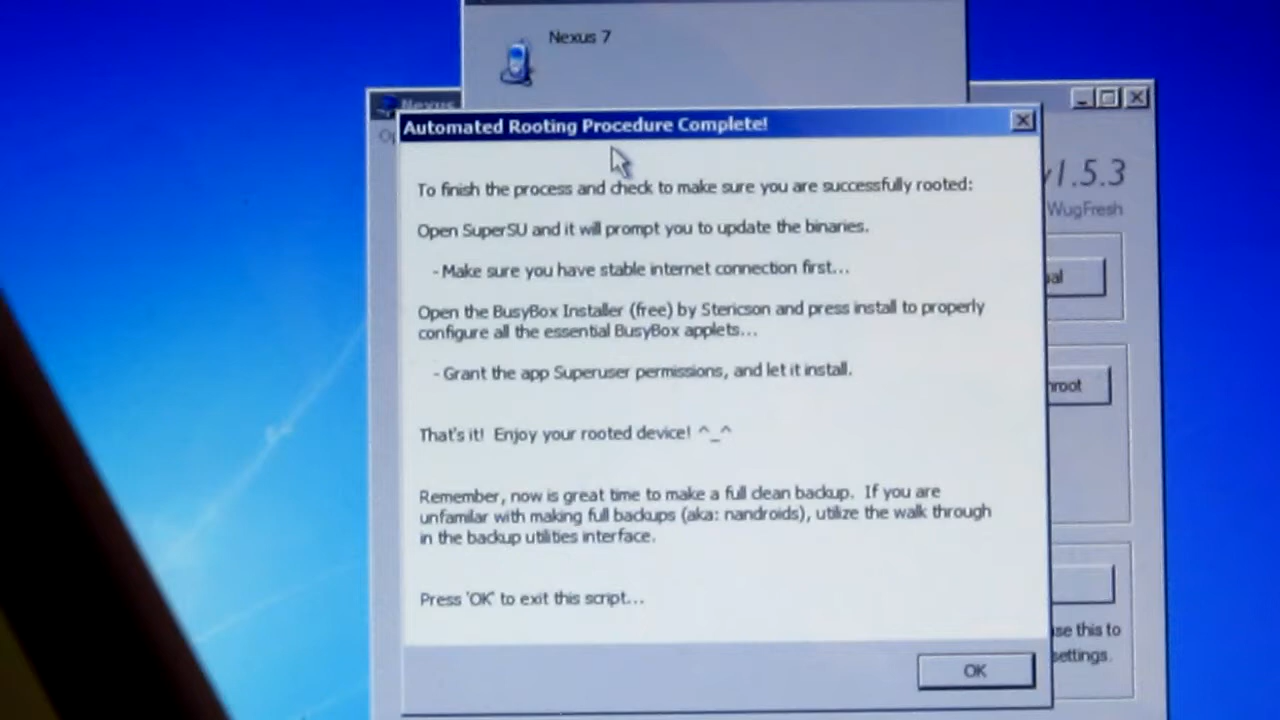 Nexus 7
Nexus
Automated Rooting Procedure Complete!
v1.5.3
To finish the process and check to make sure you are successfully rooted:
WugFresh
Open SuperSU and it will prompt you to update the binaries.
- Make sure you have stable internet connection first...
Open the BusyBox Installer (free) by Stericson and press install to properly
configure all the essential BusyBox applets...
- Grant the app Superuser permissions, and let it install.
That's it! Enjoy your rooted device! ^_^
Remember, now is great time to make a full clean backup. If you are
unfamilar with making full backups (aka: nandroids), utilize the walk through
in the backup utilities interface.
Press 'OK' to exit this script...
this to
settings.
OK